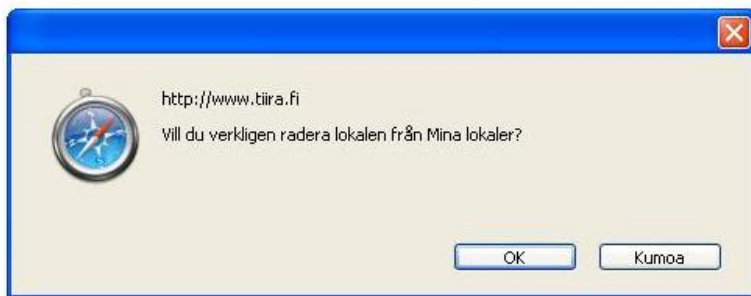 http://www.tiira.fi
Vill du verkligen radera lokalen från Mina lokaler?
OK
Kumoa